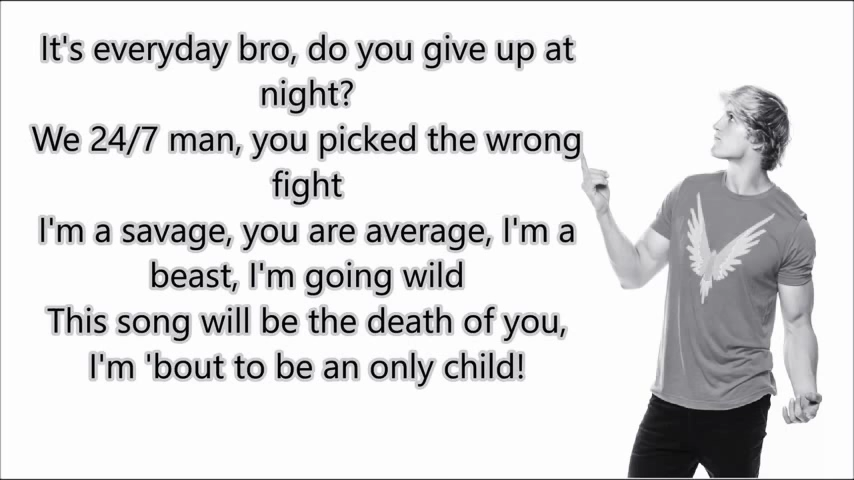 It's everyday bro, do you give up at
night?
We 24/7 man, you picked the wrong
fight
I'm a savage, you are average, I'm a
beast, I'm going wild
This song will be the death of you,
I'm 'bout to be an only child!